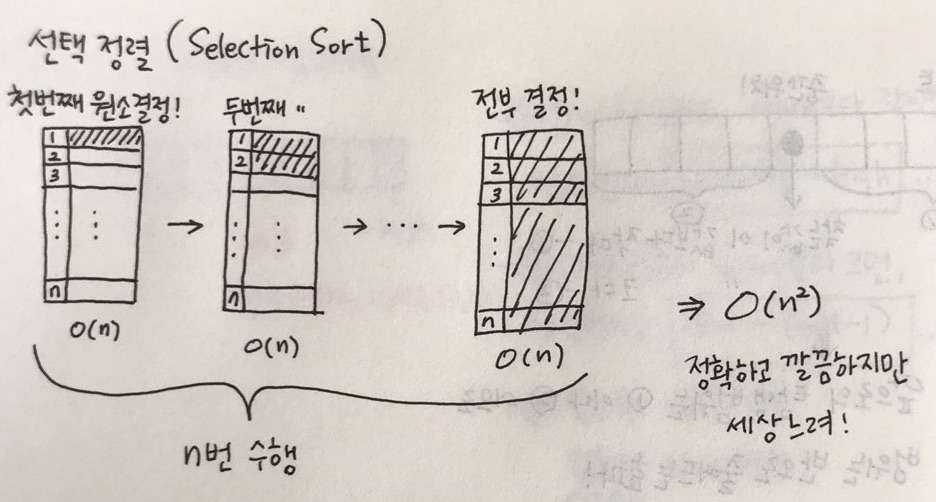 선택 정렬 (Selection Sort)
첫번째 원소결정!
두번째 〃
전부 결정!
1
2
3
⋮ ⋮
n
→
1
2
⋮ ⋮
n
→ ⋯ →
1
2
3
⋮
n
O(n)
O(n)
O(n)
n번 수행
⇒ O(n²)
정확하고 깔끔하지만
세상느려!